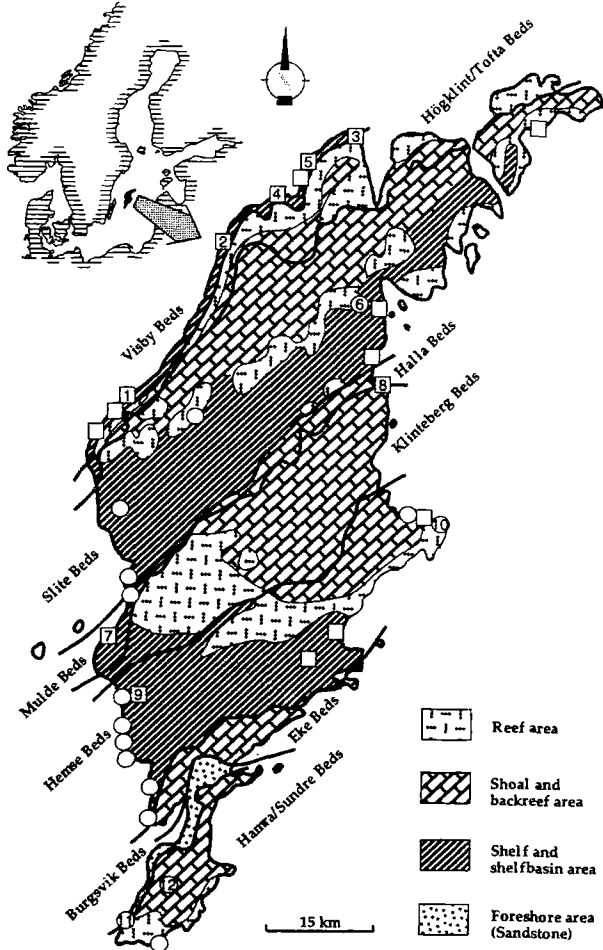 Högklint/Tofta Beds
3
5
4
2
Visby Beds
6
Halla Beds
1
8
Klinteberg Beds
10
Slite Beds
7
Mulde Beds
9
Hemse Beds
Eke Beds
Hamra/Sundre Beds
Burgsvik Beds
12
11
Reef area
Shoal and
backreef area
Shelf and
shelfbasin area
Foreshore area
(Sandstone)
15 km